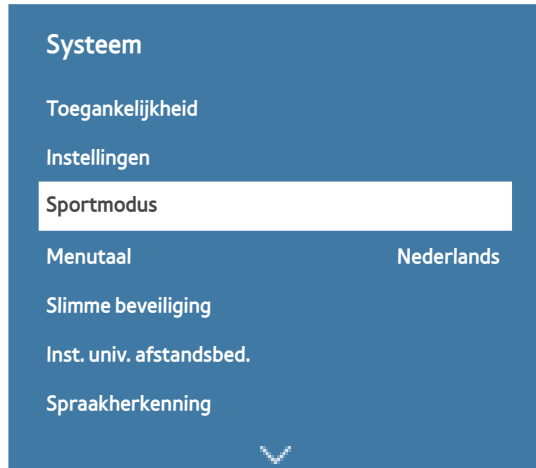 Systeem
Toegankelijkheid
Instellingen
Sportmodus
Menutaal Nederlands
Slimme beveiliging
Inst. univ. afstandsbed.
Spraakherkenning